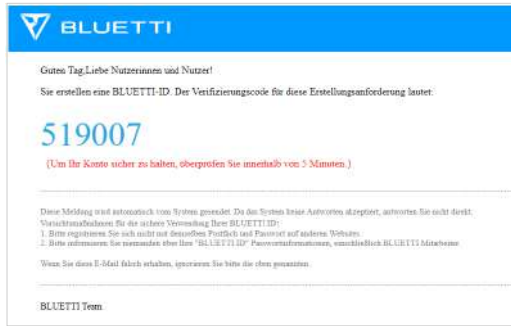 BLUETTI
Guten Tag,Liebe Nutzerinnen und Nutzer!
Sie erstellen eine BLUETTI-ID. Der Verifizierungscode für diese Erstellungsanforderung lautet:
519007
(Um Ihr Konto sicher zu halten, überprüfen Sie innerhalb von 5 Minuten.)
Diese Meldung wird automatisch vom System gesendet. Da das System keine Antworten akzeptiert, antworten Sie nicht direkt.
Vorsichtsmaßnahmen für die sichere Verwendung Ihrer BLUETTI ID:
1. Bitte registrieren Sie sich nicht mit demselben Postfach und Passwort auf anderen Websites.
2. Bitte informieren Sie niemanden über Ihre "BLUETTI ID" Passwortinformationen, einschließlich BLUETTI Mitarbeiter
Wenn Sie diese E-Mail falsch erhalten, ignorieren Sie bitte die oben genannten.
BLUETTI Team